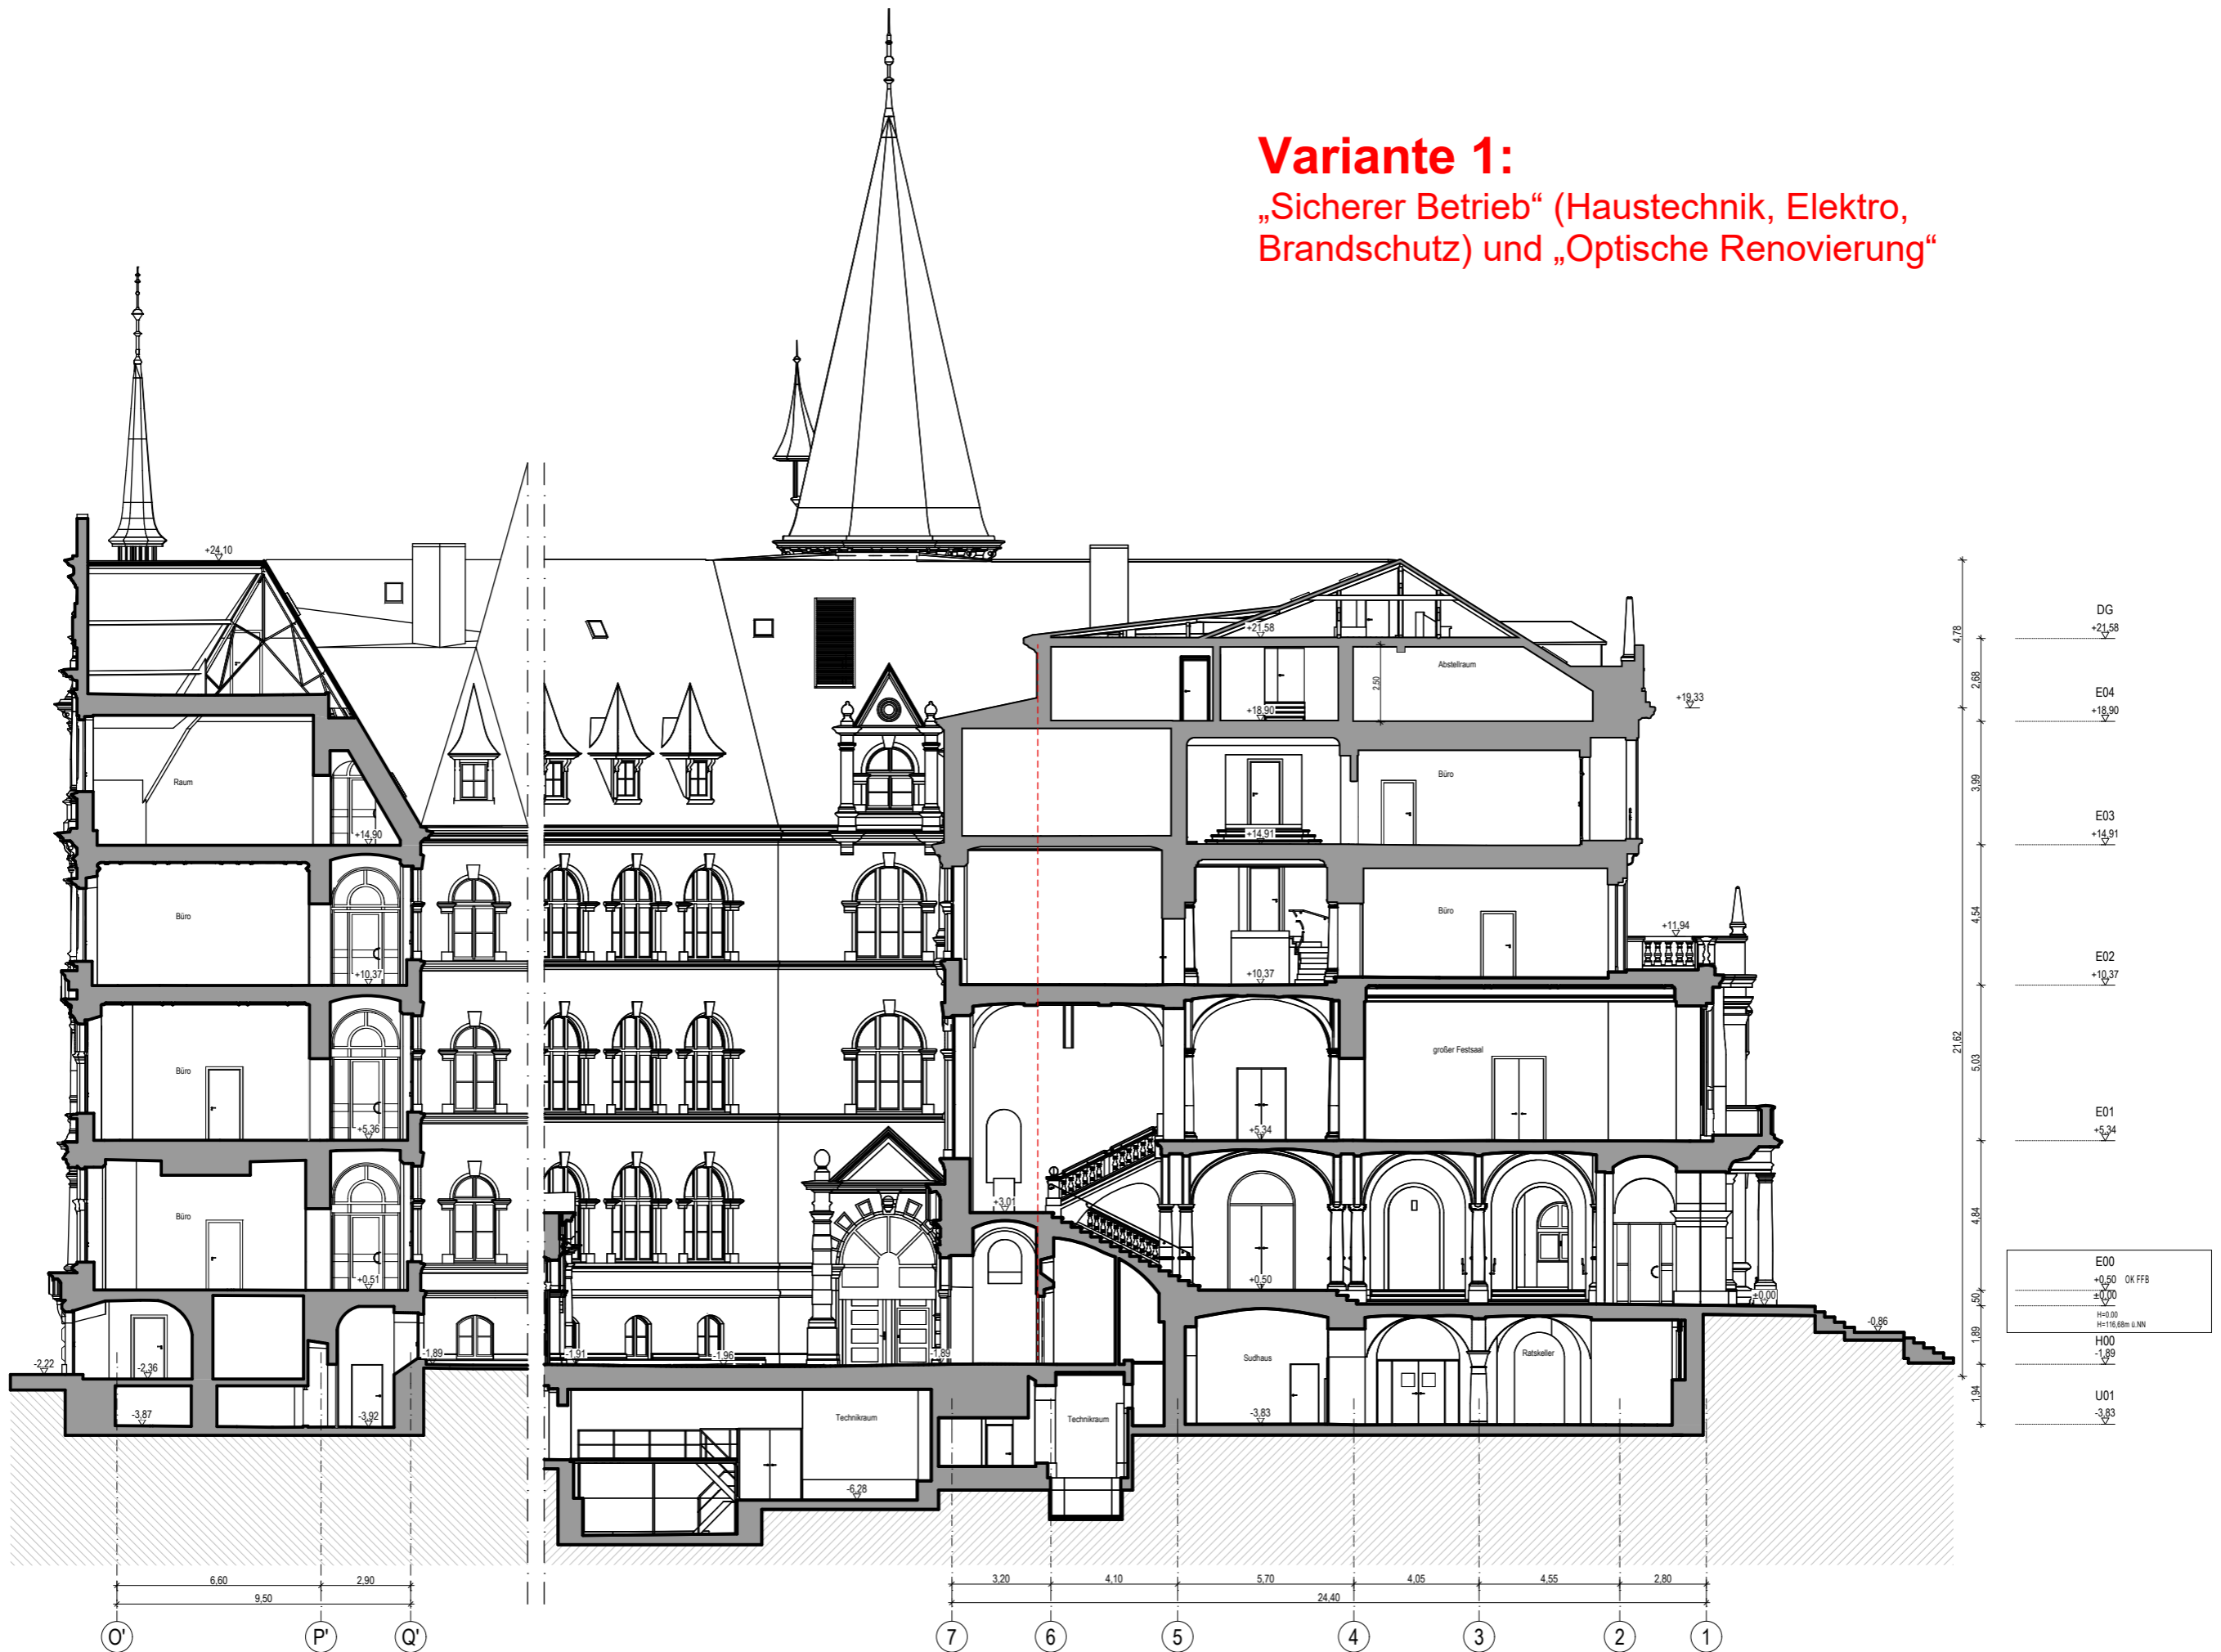 Variante 1:
„Sicherer Betrieb“ (Haustechnik, Elektro,
Brandschutz) und „Optische Renovierung“
+24,10
+21,58
Abstellraum
2,50
+19,33
+18,90
Raum
Büro
+14,90
+14,91
Büro
Büro
+11,94
+10,37
+10,37
großer Festsaal
Büro
+5,36
+5,34
+3,01
Büro
+0,51
+0,50
±0,00
-0,86
-1,89
-1,91
-1,96
-1,89
-2,22
-2,36
Sudhaus
Ratskeller
-3,87
-3,92
Technikraum
Technikraum
-3,83
-6,28
4,78
21,62
2,68
3,99
4,54
5,03
4,84
,50
1,89
1,94
DG
+21,58
E04
+18,90
E03
+14,91
E02
+10,37
E01
+5,34
E00
+0,50 OK FFB
±0,00
H=0.00
H=116,68m ü.NN
H00
-1,89
U01
-3,83
6,60 2,90
9,50
3,20 4,10 5,70 4,05 4,55 2,80
24,40
O' P' Q' 7 6 5 4 3 2 1